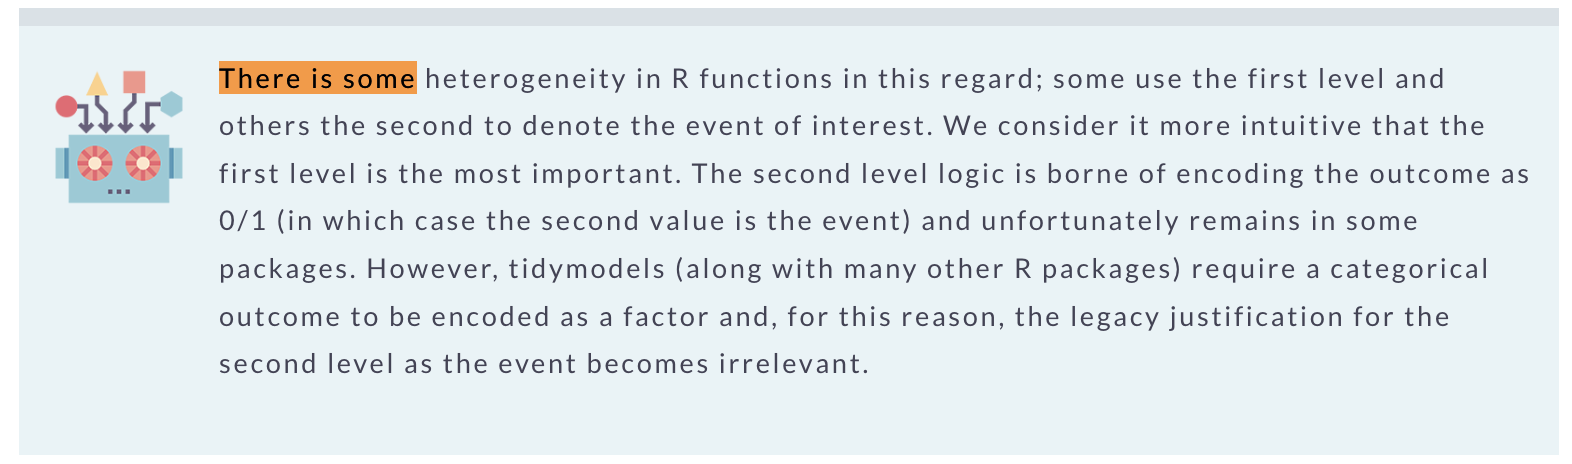 There is some heterogeneity in R functions in this regard; some use the first level and
others the second to denote the event of interest. We consider it more intuitive that the
first level is the most important. The second level logic is borne of encoding the outcome as
0/1 (in which case the second value is the event) and unfortunately remains in some
packages. However, tidymodels (along with many other R packages) require a categorical
outcome to be encoded as a factor and, for this reason, the legacy justification for the
second level as the event becomes irrelevant.